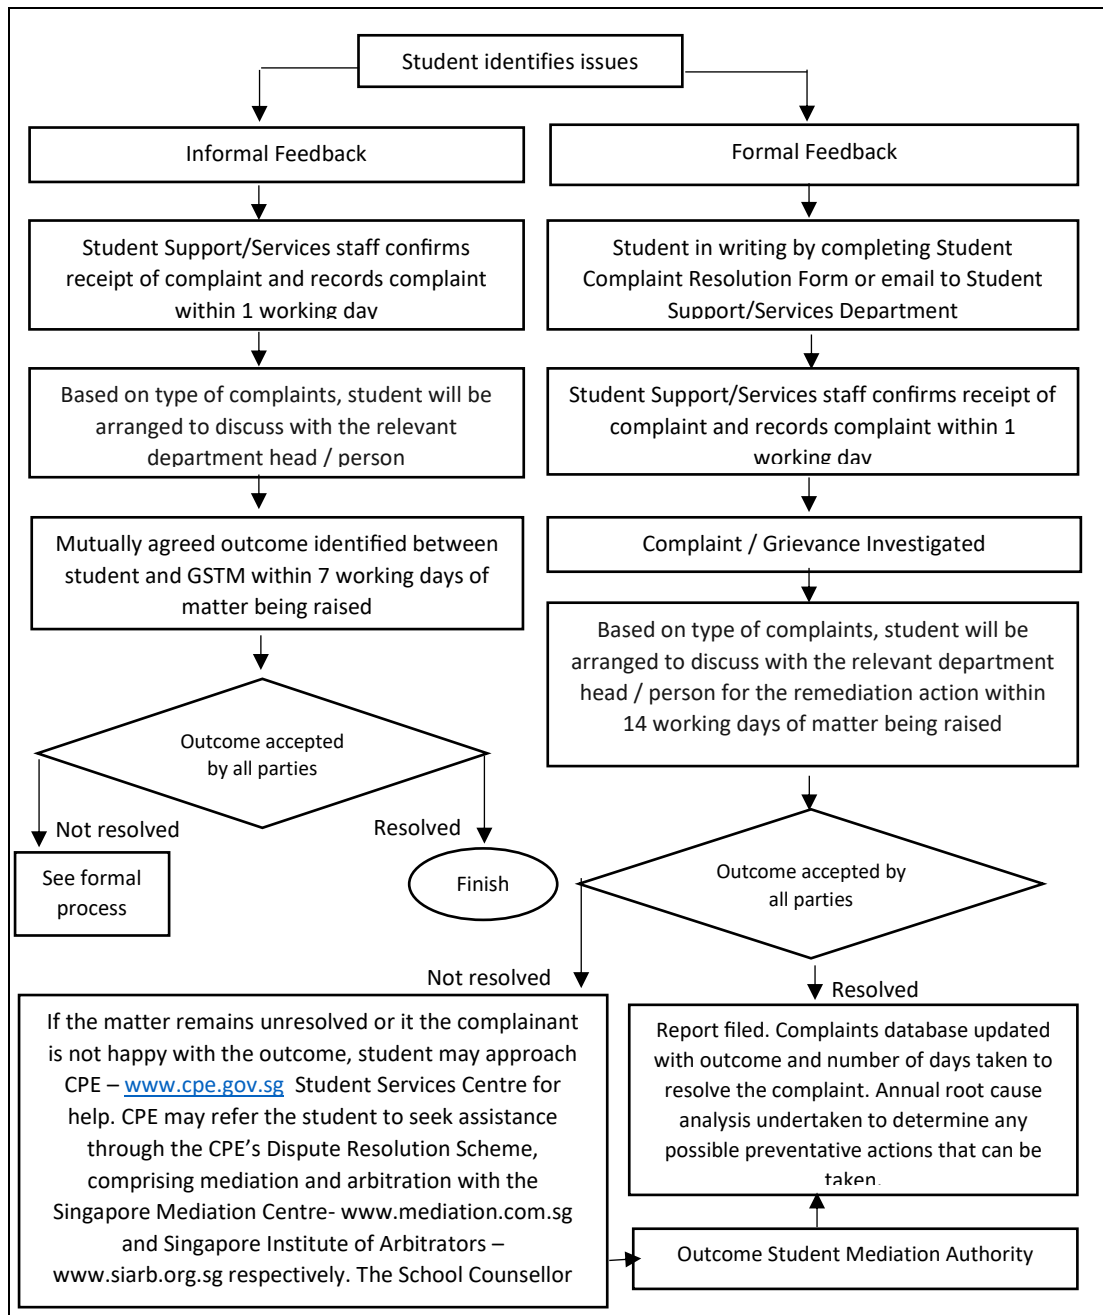 Student identifies issues
Informal Feedback
Formal Feedback
Student Support/Services staff confirms
receipt of complaint and records complaint
within 1 working day
Student in writing by completing Student
Complaint Resolution Form or email to Student
Support/Services Department
Based on type of complaints, student will be
arranged to discuss with the relevant
department head / person
Student Support/Services staff confirms receipt of
complaint and records complaint within 1
working day
Mutually agreed outcome identified between
student and GSTM within 7 working days of
matter being raised
Complaint / Grievance Investigated
Based on type of complaints, student will be
arranged to discuss with the relevant department
head / person for the remediation action within
14 working days of matter being raised
Outcome accepted
by all parties
Not resolved
Resolved
See formal
process
Finish
Outcome accepted by
all parties
Not resolved
Resolved
If the matter remains unresolved or it the complainant
is not happy with the outcome, student may approach
CPE – www.cpe.gov.sg Student Services Centre for
help. CPE may refer the student to seek assistance
through the CPE’s Dispute Resolution Scheme,
comprising mediation and arbitration with the
Singapore Mediation Centre- www.mediation.com.sg
and Singapore Institute of Arbitrators –
www.siarb.org.sg respectively. The School Counsellor
Report filed. Complaints database updated
with outcome and number of days taken to
resolve the complaint. Annual root cause
analysis undertaken to determine any
possible preventative actions that can be
taken.
Outcome Student Mediation Authority